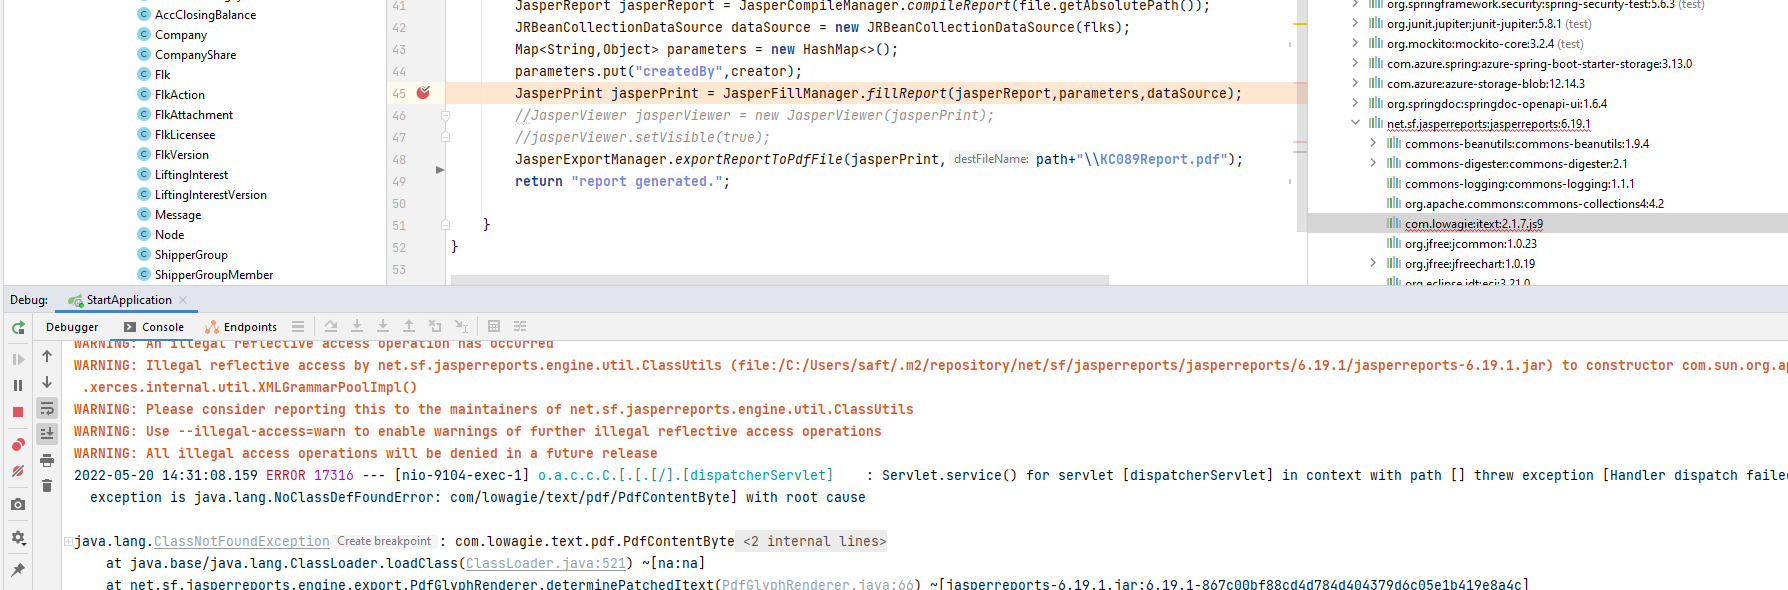 AccClosingBalance
Company
CompanyShare
Flk
FlkAction
FlkAttachment
FlkLicensee
FlkVersion
LiftingInterest
LiftingInterestVersion
Message
Node
ShipperGroup
ShipperGroupMember
41 JasperReport jasperReport = JasperCompileManager.compileReport(file.getAbsolutePath());
42 JRBeanCollectionDataSource dataSource = new JRBeanCollectionDataSource(flks);
43 Map<String,Object> parameters = new HashMap<>();
44 parameters.put("createdBy",creator);
45 JasperPrint jasperPrint = JasperFillManager.fillReport(jasperReport,parameters,dataSource);
46 //JasperViewer jasperViewer = new JasperViewer(jasperPrint);
47 //jasperViewer.setVisible(true);
48 JasperExportManager.exportReportToPdfFile(jasperPrint, destFileName: path+"\\KC089Report.pdf");
49 return "report generated.";
50
51 }
52 }
53
org.springframework.security:spring-security-test:5.6.3 (test)
org.junit.jupiter:junit-jupiter:5.8.1 (test)
org.mockito:mockito-core:3.2.4 (test)
com.azure.spring:azure-spring-boot-starter-storage:3.13.0
com.azure:azure-storage-blob:12.14.3
org.springdoc:springdoc-openapi-ui:1.6.4
net.sf.jasperreports:jasperreports:6.19.1
commons-beanutils:commons-beanutils:1.9.4
commons-digester:commons-digester:2.1
commons-logging:commons-logging:1.1.1
org.apache.commons:commons-collections4:4.2
com.lowagie:itext:2.1.7.js9
org.jfree:jcommon:1.0.23
org.jfree:jfreechart:1.0.19
org.eclipse.jdt:ecj:3.21.0
Debug: StartApplication
Debugger Console Endpoints
WARNING: An illegal reflective access operation has occurred
WARNING: Illegal reflective access by net.sf.jasperreports.engine.util.ClassUtils (file:/C:/Users/saft/.m2/repository/net/sf/jasperreports/jasperreports/6.19.1/jasperreports-6.19.1.jar) to constructor com.sun.org.ap
.xerces.internal.util.XMLGrammarPoolImpl()
WARNING: Please consider reporting this to the maintainers of net.sf.jasperreports.engine.util.ClassUtils
WARNING: Use --illegal-access=warn to enable warnings of further illegal reflective access operations
WARNING: All illegal access operations will be denied in a future release
2022-05-20 14:31:08.159 ERROR 17316 --- [nio-9104-exec-1] o.a.c.c.C.[.[.[/].[dispatcherServlet] : Servlet.service() for servlet [dispatcherServlet] in context with path [] threw exception [Handler dispatch failed
exception is java.lang.NoClassDefFoundError: com/lowagie/text/pdf/PdfContentByte] with root cause
java.lang.ClassNotFoundException Create breakpoint : com.lowagie.text.pdf.PdfContentByte <2 internal lines>
at java.base/java.lang.ClassLoader.loadClass(ClassLoader.java:521) ~[na:na]
at net.sf.jasperreports.engine.export.PdfGlyphRenderer.determinePatchedItext(PdfGlyphRenderer.java:66) ~[jasperreports-6.19.1.jar:6.19.1-867c00bf88cd4d784d404379d6c05e1b419e8a4c]